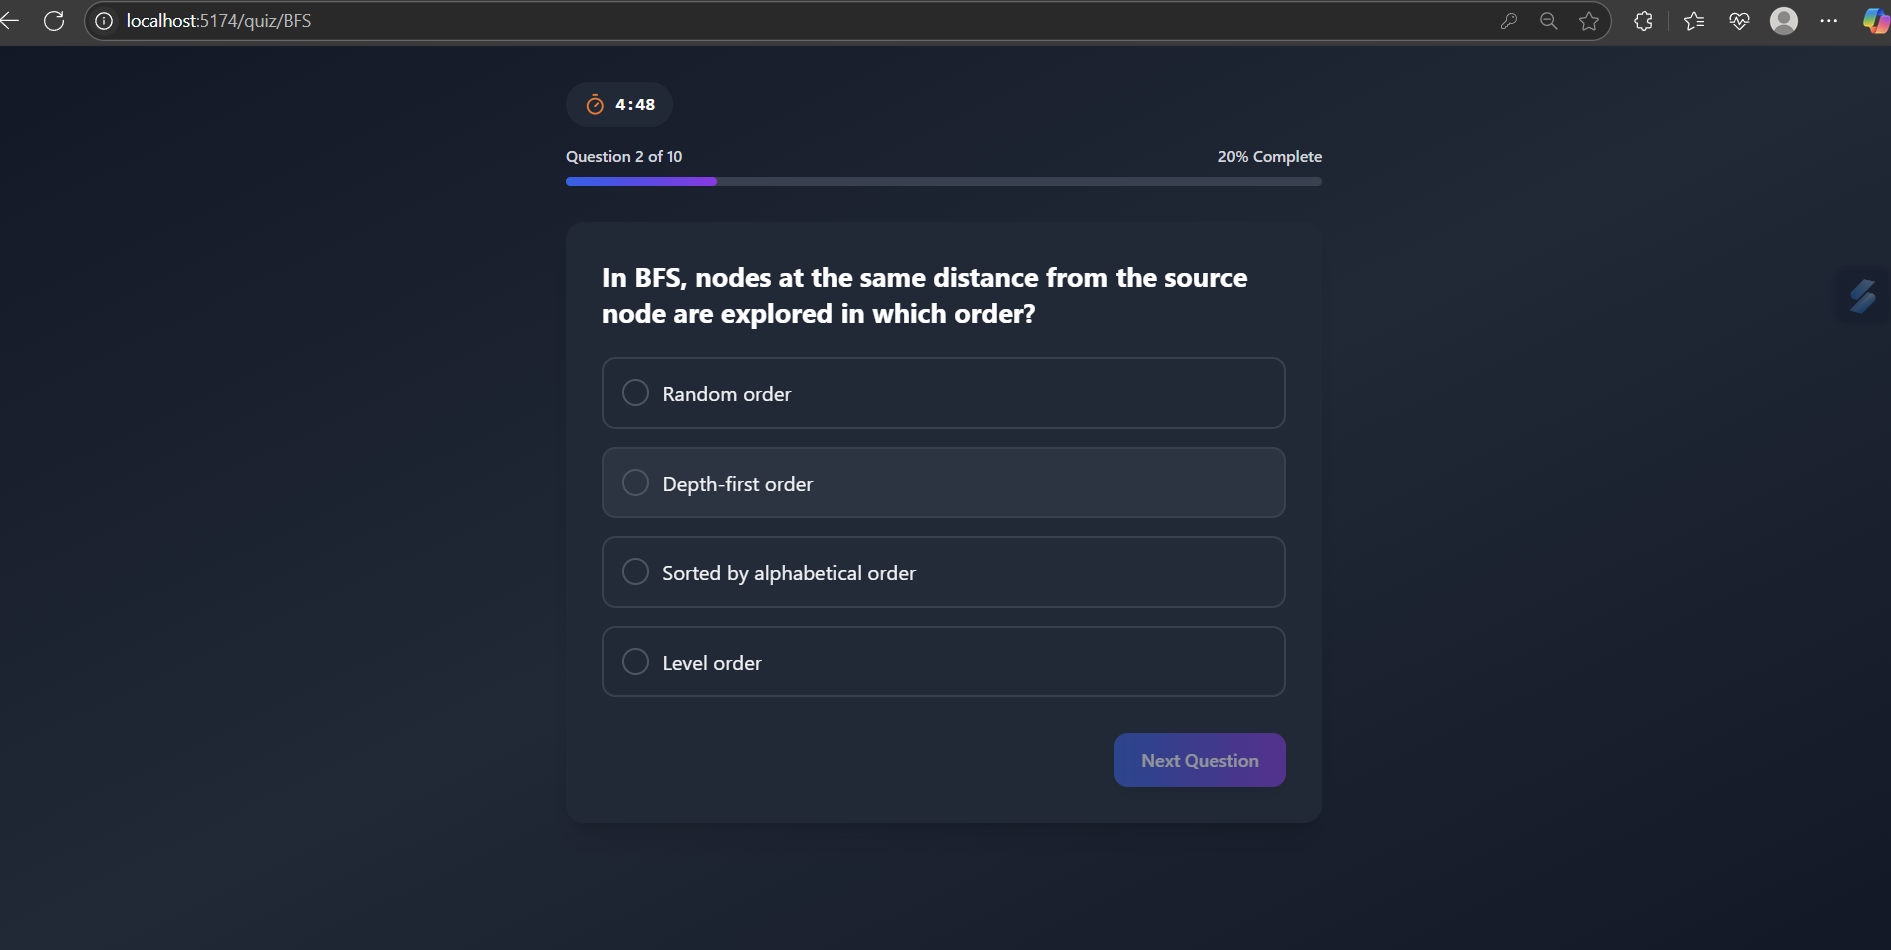 localhost:5174/quiz/BFS
4:48
Question 2 of 10
20% Complete
In BFS, nodes at the same distance from the source
node are explored in which order?
Random order
Depth-first order
Sorted by alphabetical order
Level order
Next Question